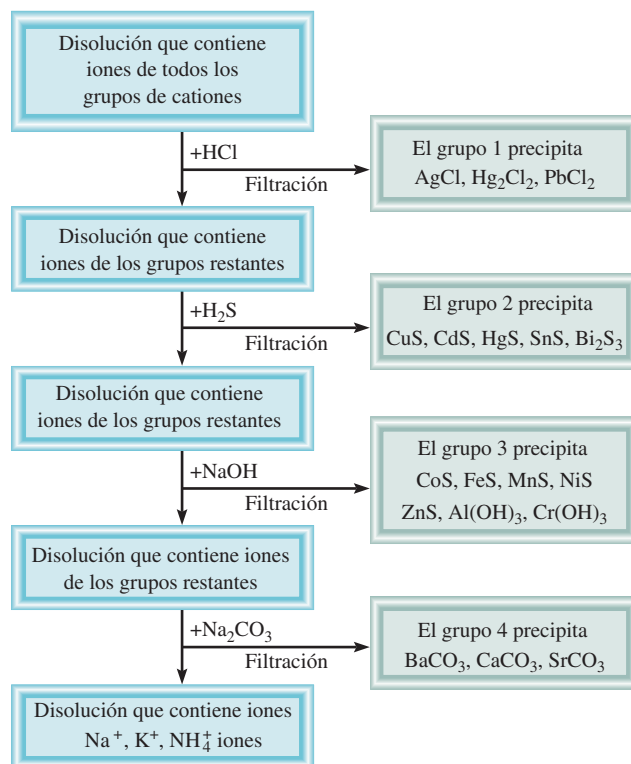 Disolución que contiene
iones de todos los
grupos de cationes
+HCl
Filtración
El grupo 1 precipita
AgCl, Hg₂Cl₂, PbCl₂
Disolución que contiene
iones de los grupos restantes
+H₂S
Filtración
El grupo 2 precipita
CuS, CdS, HgS, SnS, Bi₂S₃
Disolución que contiene
iones de los grupos restantes
+NaOH
Filtración
El grupo 3 precipita
CoS, FeS, MnS, NiS
ZnS, Al(OH)₃, Cr(OH)₃
Disolución que contiene iones
de los grupos restantes
+Na₂CO₃
Filtración
El grupo 4 precipita
BaCO₃, CaCO₃, SrCO₃
Disolución que contiene iones
Na⁺, K⁺, NH₄⁺ iones